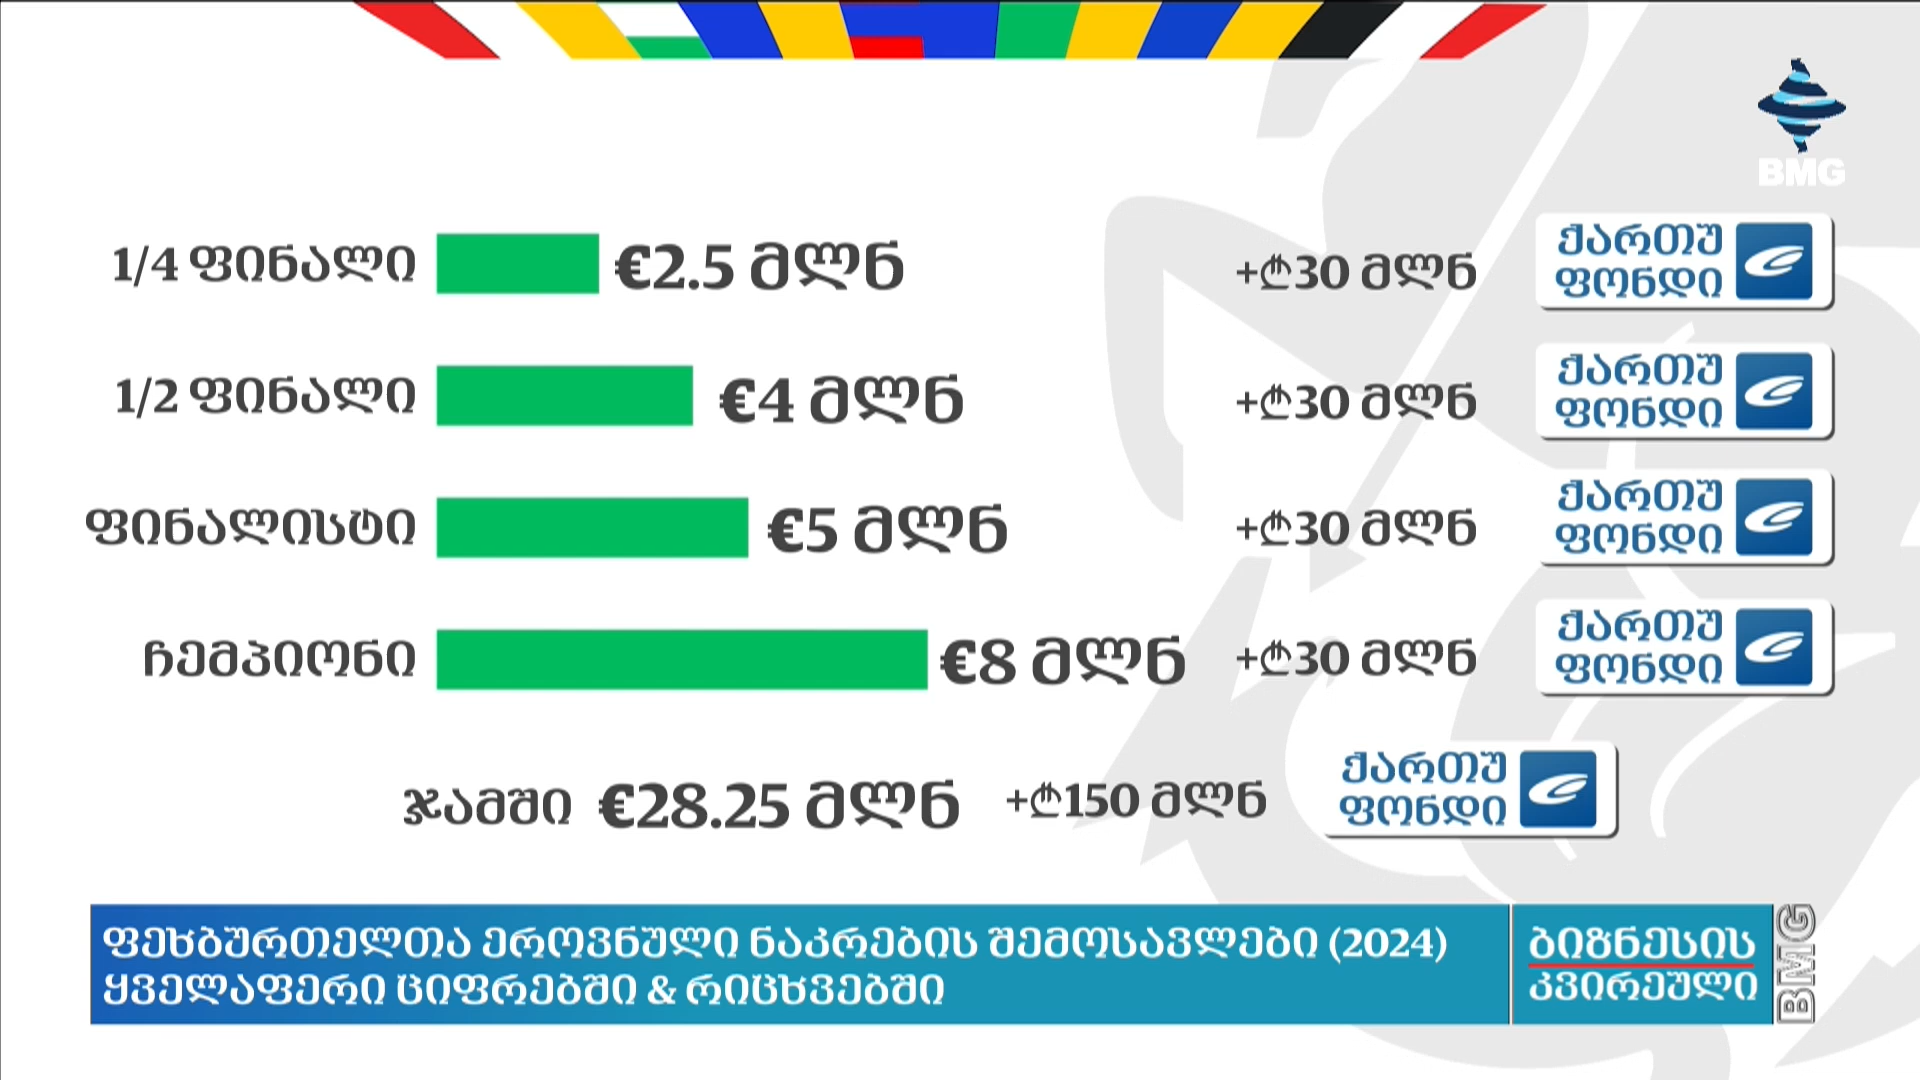 BMG
1/4 ფინალი €2.5 მლნ +₾30 მლნ ქართუ ფონდი
1/2 ფინალი €4 მლნ +₾30 მლნ ქართუ ფონდი
ფინალისტი €5 მლნ +₾30 მლნ ქართუ ფონდი
ჩემპიონი €8 მლნ +₾30 მლნ ქართუ ფონდი
ჯამში €28.25 მლნ +₾150 მლნ ქართუ ფონდი
ფეხბურთელთა ეროვნული ნაკრების შემოსავლები (2024)
ყველაფერი ციფრებში & რიცხვებში
ბიზნესის
კვირეული
BMG